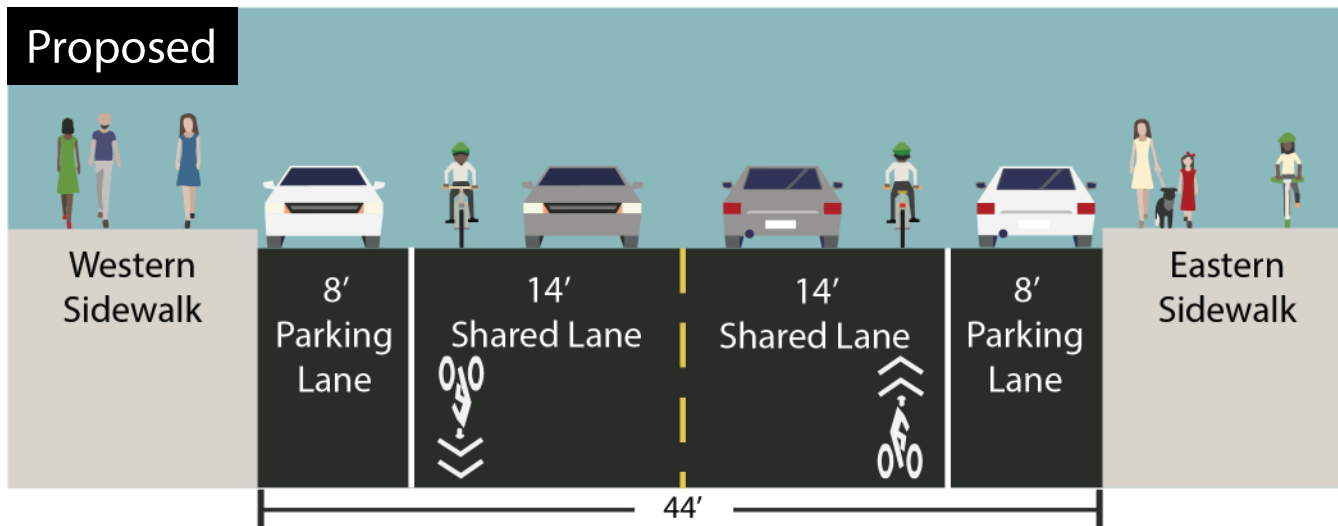 Proposed
Western
Sidewalk
8’
Parking
Lane
14’
Shared Lane
14’
Shared Lane
8’
Parking
Lane
Eastern
Sidewalk
44’